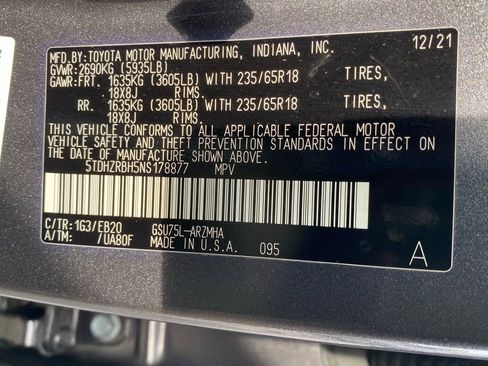 MFD. BY:TOYOTA MOTOR MANUFACTURING, INDIANA, INC. 12/21
GVWR:2690KG (5935LB)
GAWR:FRT. 1635KG (3605LB) WITH 235/65R18 TIRES,
18X8J RIMS.
RR. 1635KG (3605LB) WITH 235/65R18 TIRES,
18X8J RIMS.
THIS VEHICLE CONFORMS TO ALL APPLICABLE FEDERAL MOTOR
VEHICLE SAFETY AND THEFT PREVENTION STANDARDS IN EFFECT ON
THE DATE OF MANUFACTURE SHOWN ABOVE.
5TDHZRBH5NS178877 MPV
C/TR:1G3/EB20 GSU75L-ARZMHA
A/TM: /UA80F MADE IN U.S.A. 095
A